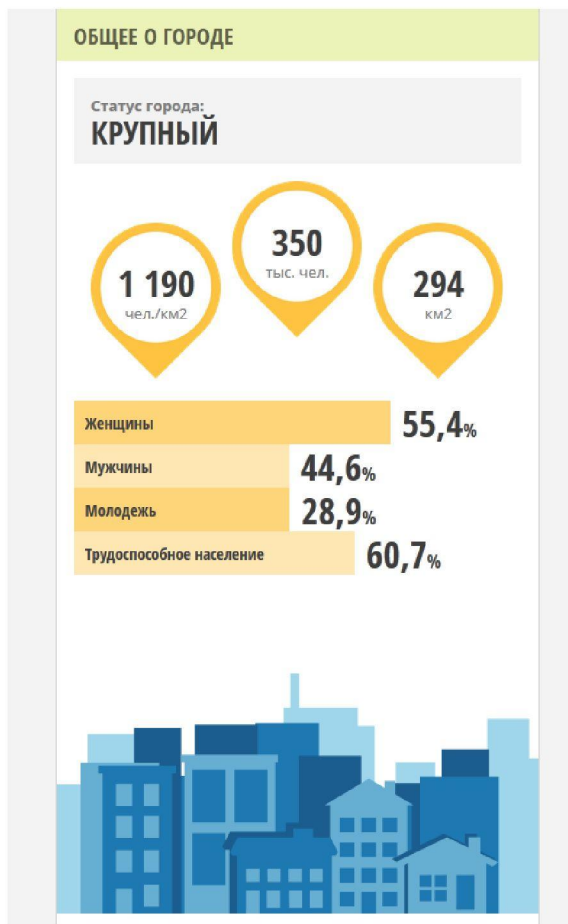 ОБЩЕЕ О ГОРОДЕ
Статус города:
КРУПНЫЙ
350
тыс. чел.
1 190
чел./км2
294
км2
Женщины 55,4%
Мужчины 44,6%
Молодежь 28,9%
Трудоспособное население 60,7%